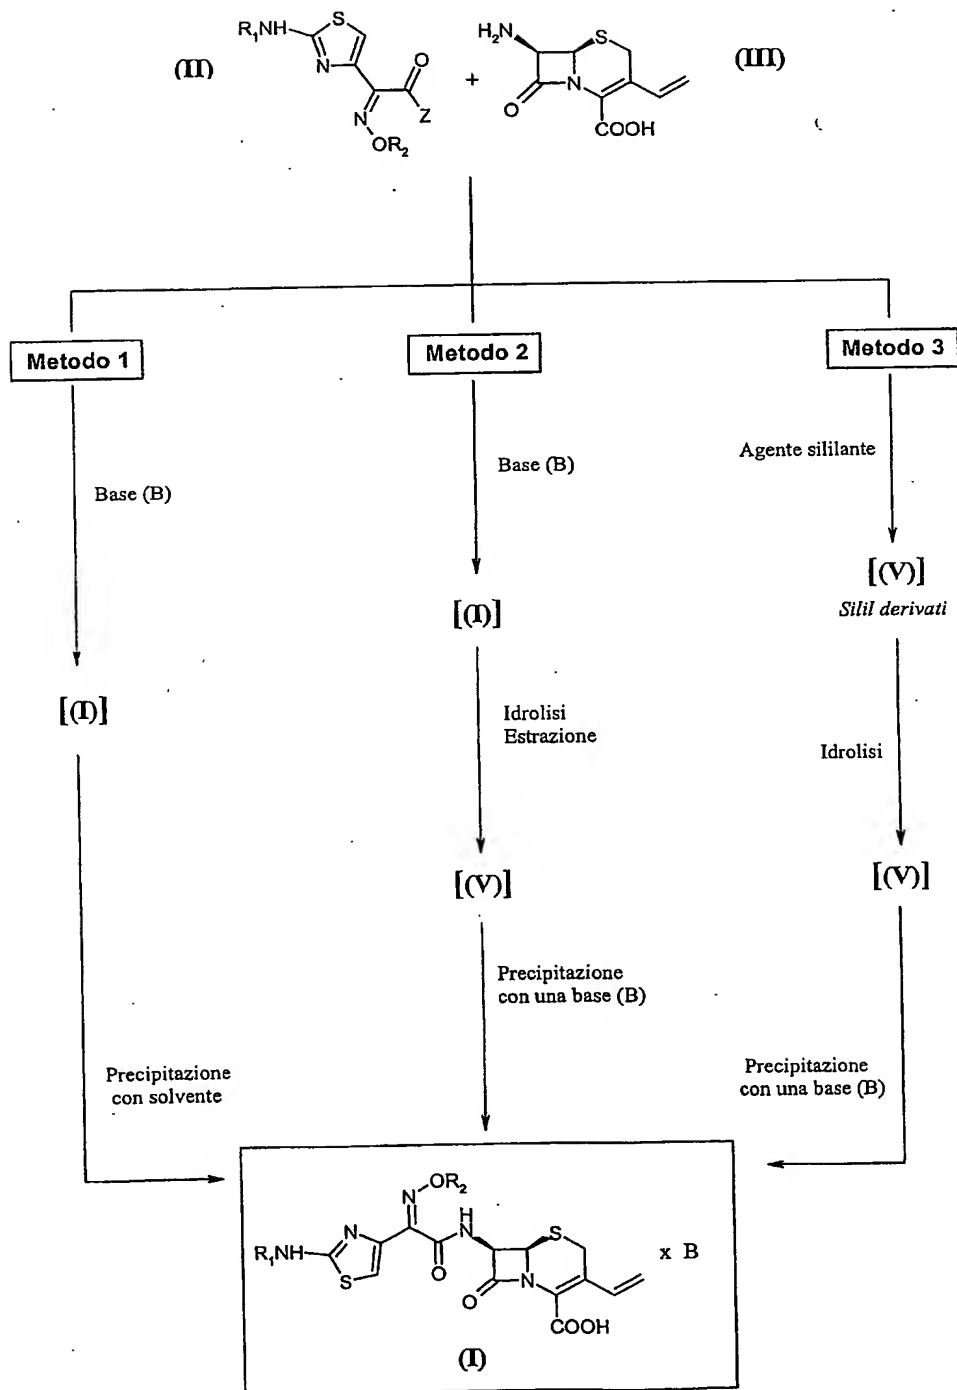 R₁NH
S
N
O
Z
N
OR₂
(II)
+
H₂N
S
N
O
COOH
(III)
Metodo 1
Metodo 2
Metodo 3
Base (B)
Base (B)
Agente sililante
[(I)]
[(I)]
[(V)]
Silil derivati
Idrolisi
Estrazione
Idrolisi
[(V)]
[(V)]
Precipitazione
con solvente
Precipitazione
con una base (B)
Precipitazione
con una base (B)
R₁NH
N
S
N
OR₂
O
H
N
S
N
O
COOH
x B
(I)